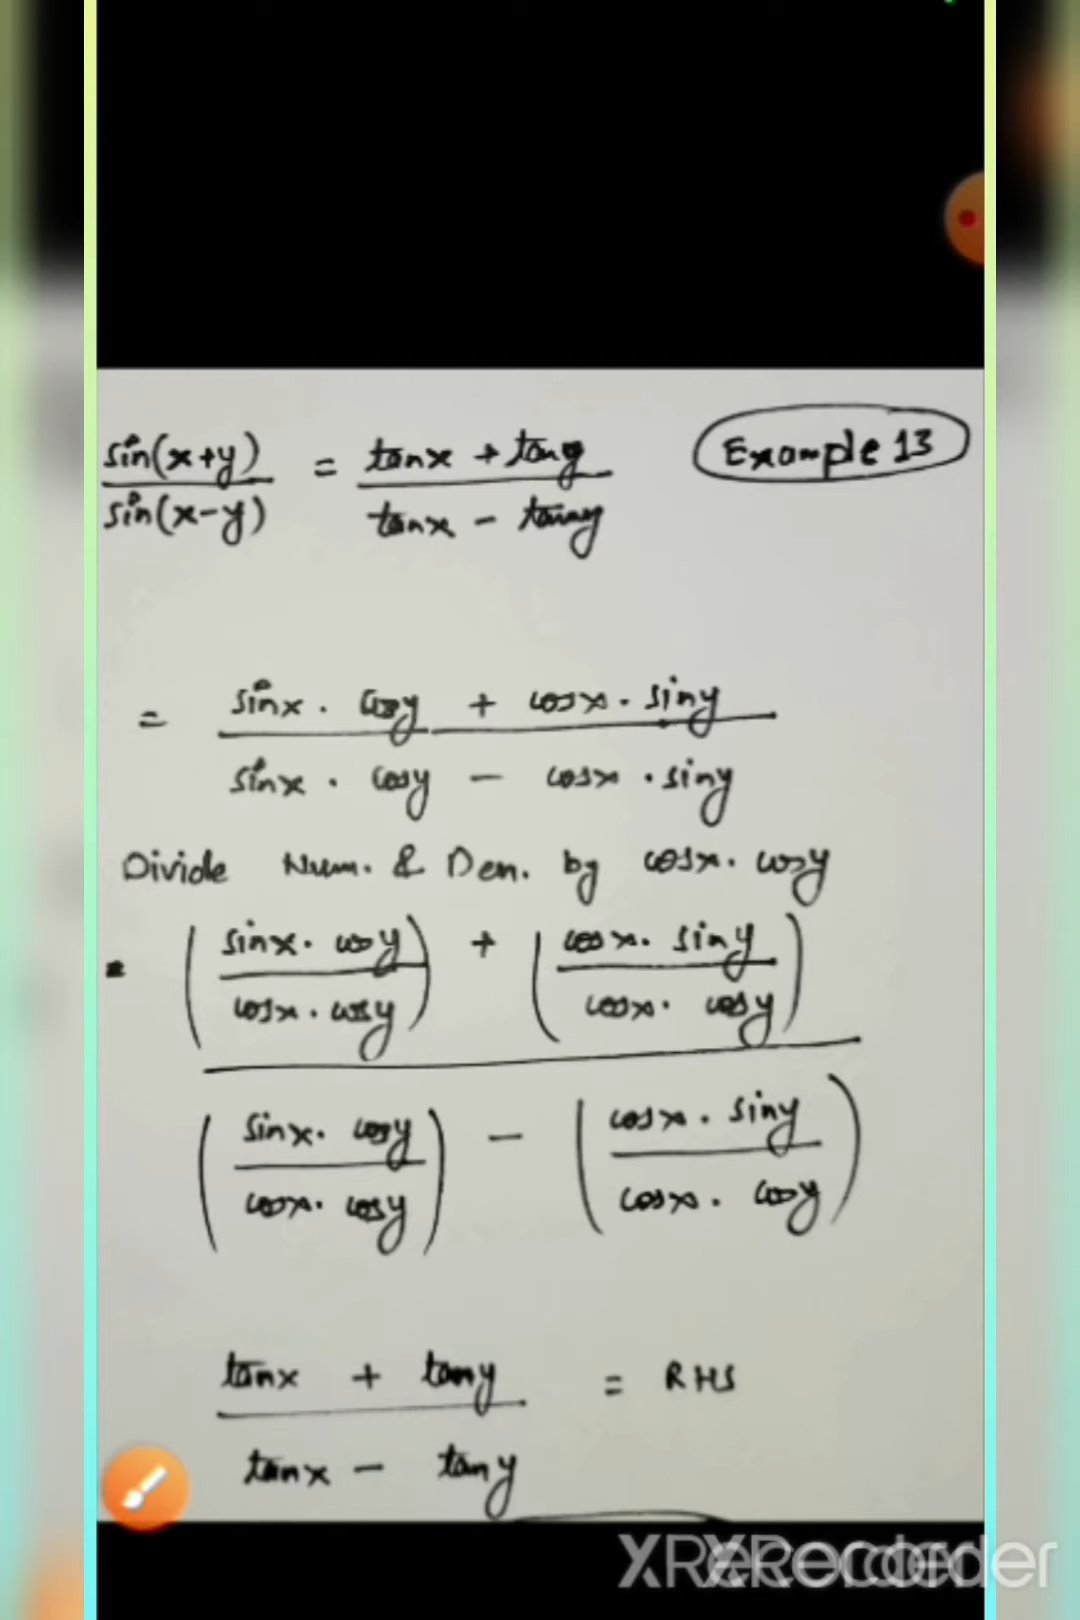 sin(x+y)/sin(x-y) = tanx + tany/tanx - tany
Example 13
= sinx . cosy + cosx . siny/sinx . cosy - cosx . siny
Divide Num. & Den. by cosx. cosy
= (sinx. cosy/cosx. cosy) + (cosx. siny/cosx. cosy)
(sinx. cosy/cosx. cosy) - (cosx. siny/cosx. cosy)
tanx + tany/tanx - tany = RHS
XRecorder